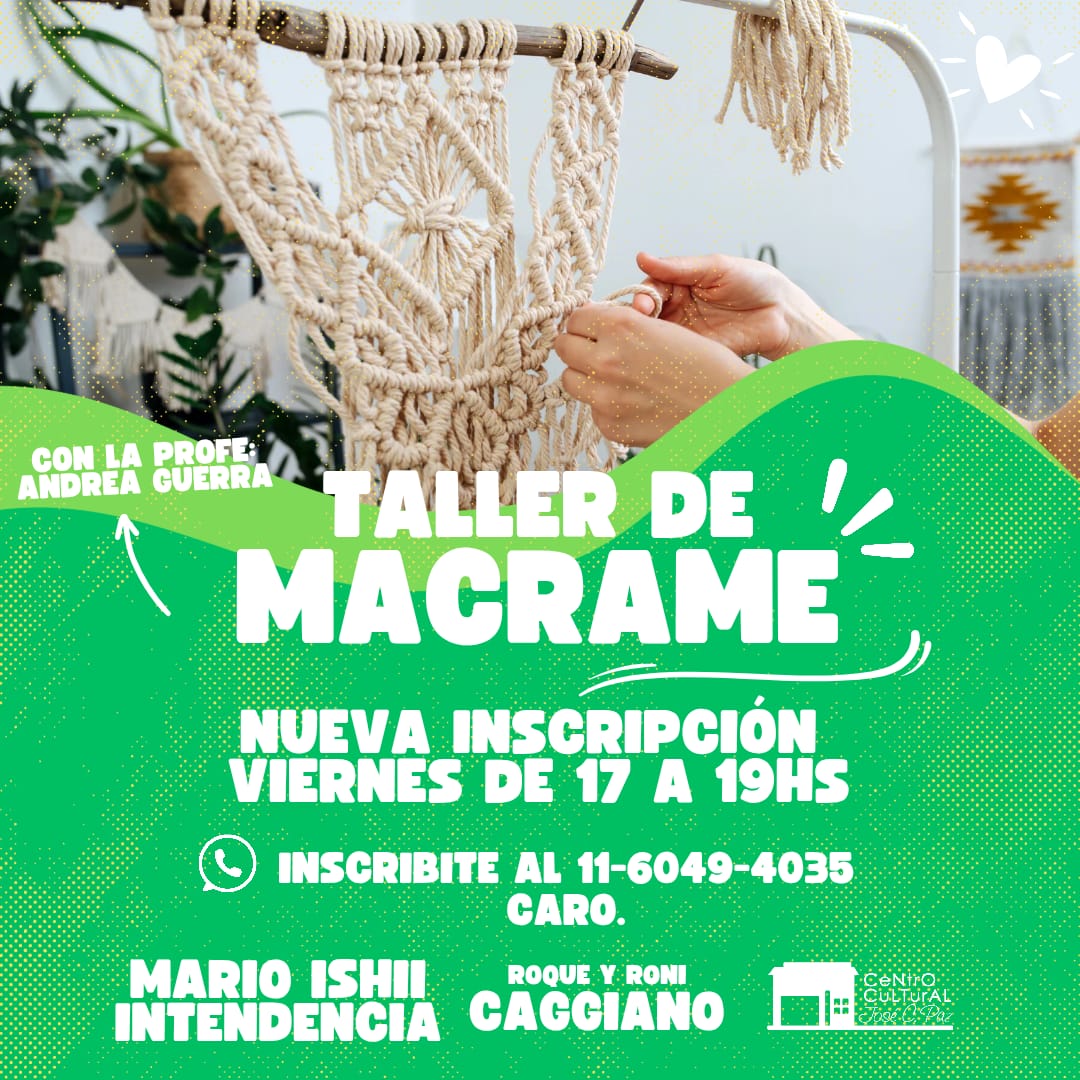 CON LA PROFE:
ANDREA GUERRA
TALLER DE
MACRAME
NUEVA INSCRIPCIÓN
VIERNES DE 17 A 19HS
INSCRIBITE AL 11-6049-4035
CARO.
MARIO ISHII
INTENDENCIA
ROQUE Y RONI
CAGGIANO
CeNtrO
CULTURAL
José C. Paz